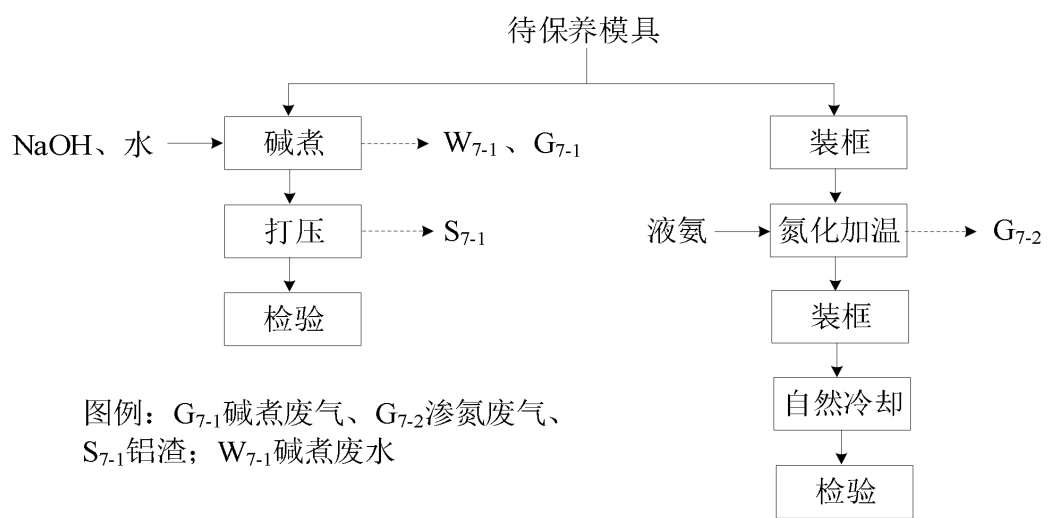 待保养模具
NaOH、水
碱煮
W7-1、G7-1
打压
S7-1
检验
装框
液氨
氮化加温
G7-2
装框
自然冷却
检验
图例：G7-1碱煮废气、G7-2渗氮废气、
S7-1铝渣；W7-1碱煮废水